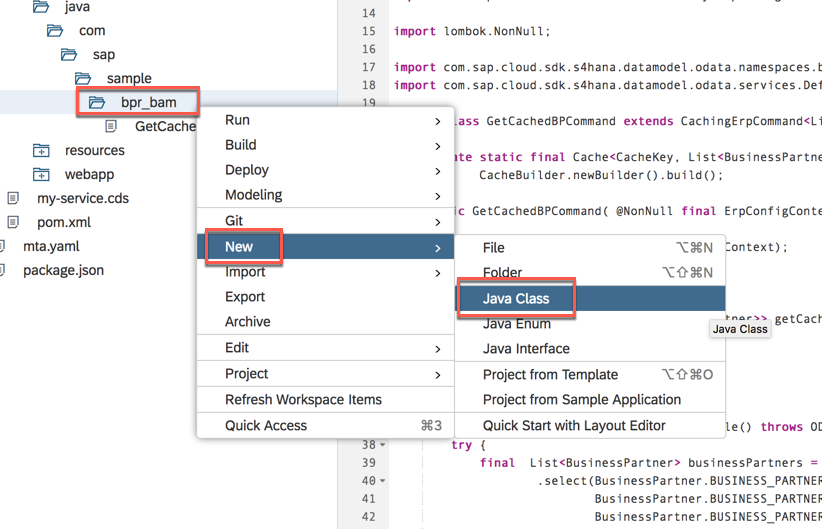 java
com
sap
sample
bpr_bam
GetCache
resources
webapp
my-service.cds
pom.xml
mta.yaml
package.json
Run
Build
Deploy
Modeling
Git
New
Import
Export
Archive
Edit
Project
Refresh Workspace Items
Quick Access ⌘3
File ⌥⌘N
Folder ⌥⇧⌘N
Java Class
Java Enum
Java Interface
Project from Template ⌥⇧⌘O
Project from Sample Application
Quick Start with Layout Editor
Java Class
14
15 import lombok.NonNull;
16
17 import com.sap.cloud.sdk.s4hana.datamodel.odata.namespaces.b
18 import com.sap.cloud.sdk.s4hana.datamodel.odata.services.Def
19
lass GetCachedBPCommand extends CachingErpCommand<Li
ate static final Cache<CacheKey, List<BusinessPartne
CacheBuilder.newBuilder().build();
ic GetCachedBPCommand( @NonNull final ErpConfigConte
Context);
tner>> getCach
le() throws OD
38 try {
39 final List<BusinessPartner> businessPartners =
40 .select(BusinessPartner.BUSINESS_PARTNER
41 BusinessPartner.BUSINESS_PARTNER
42 BusinessPartner.BUSINESS_PARTNER